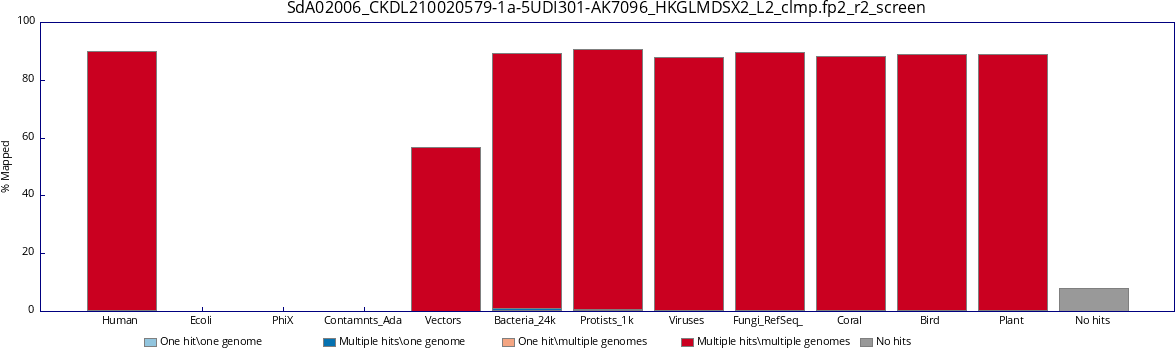 SdA02006_CKDL210020579-1a-5UDI301-AK7096_HKGLMDSX2_L2_clmp.fp2_r2_screen
100
80
60
40
20
0
% Mapped
Human Ecoli PhiX Contamnts_Ada Vectors Bacteria_24k Protists_1k Viruses Fungi_RefSeq_ Coral Bird Plant No hits
One hit\one genome Multiple hits\one genome One hit\multiple genomes Multiple hits\multiple genomes No hits